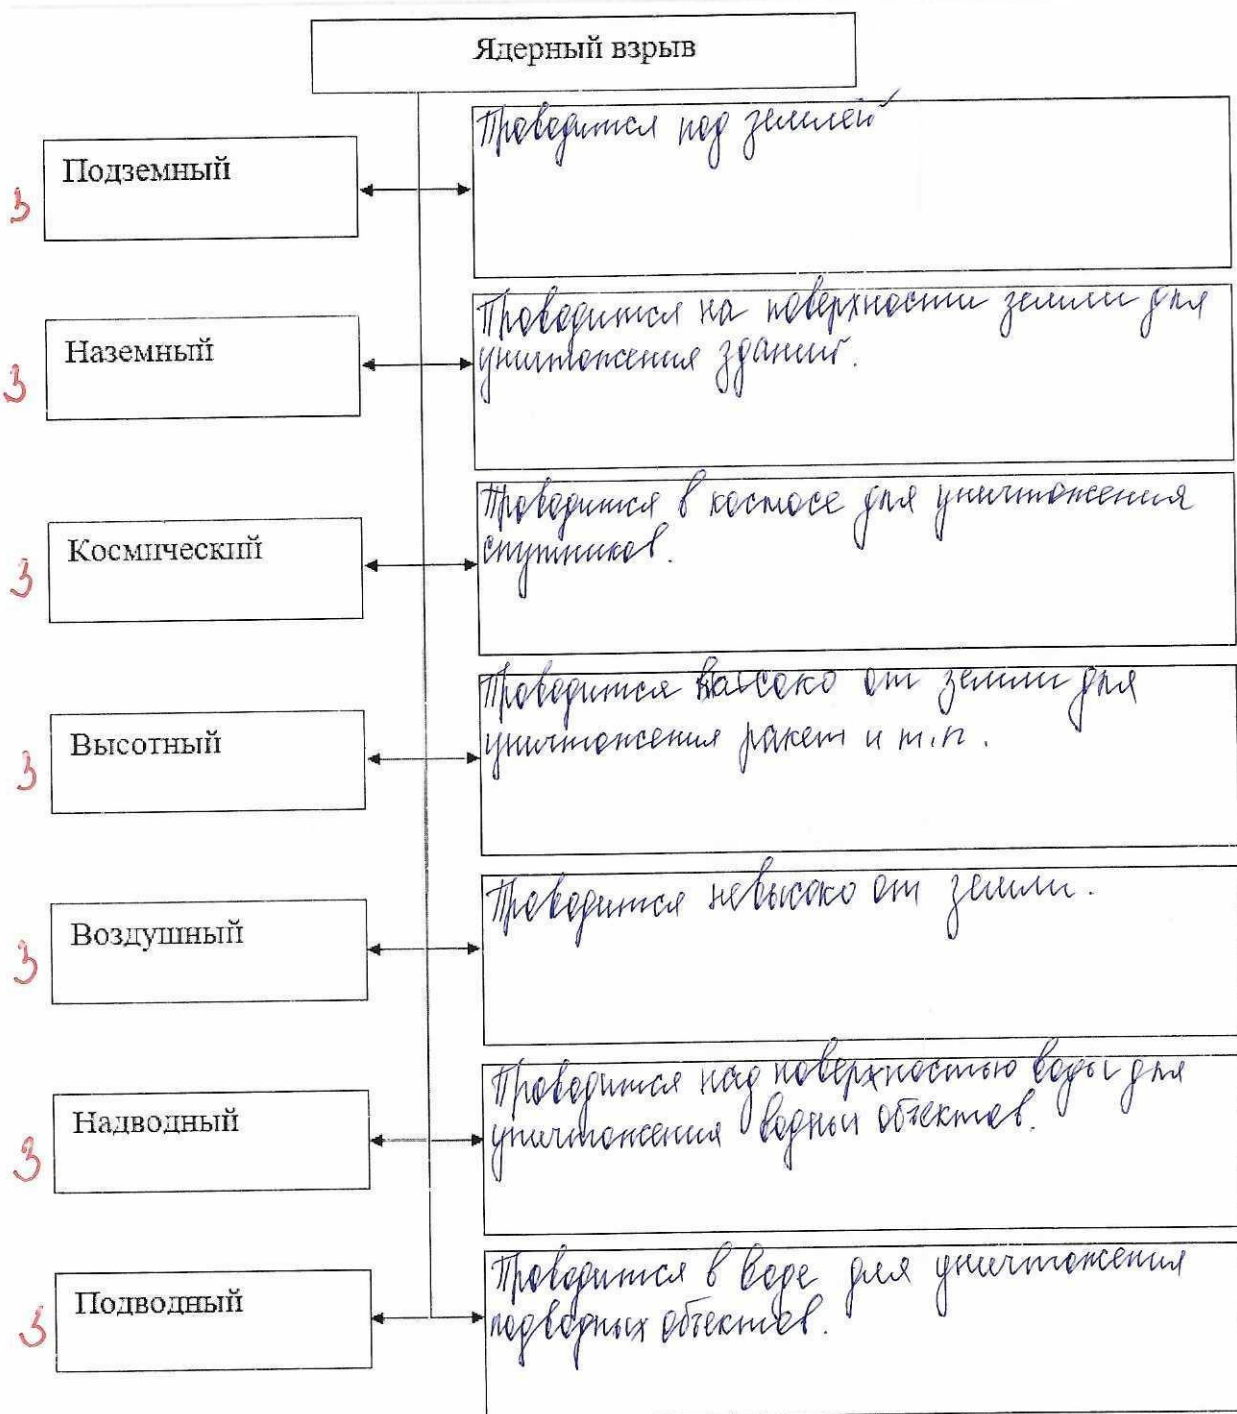 Ядерный взрыв
Подземный
Проводится под землей
3
Наземный
Проводится на поверхности земли для
уничтожения зданий.
3
Космический
Проводится в космосе для уничтожения
спутников.
3
Высотный
Проводится высоко от земли для
уничтожения ракет и т.п.
3
Воздушный
Проводится невысоко от земли.
3
Надводный
Проводится над поверхностью воды для
уничтожения водных объектов.
3
Подводный
Проводится в воде для уничтожения
подводных объектов.
3